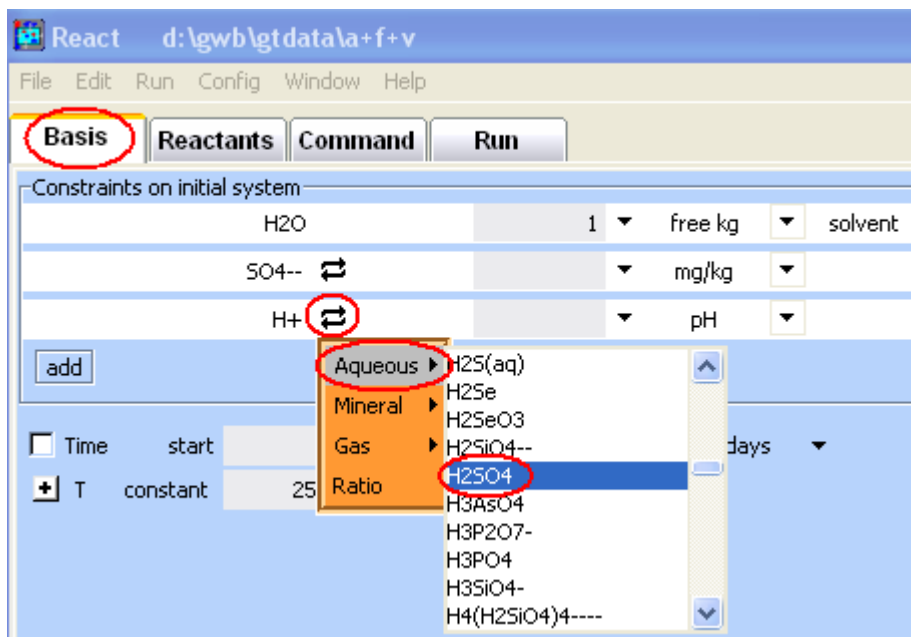 React d:\gwb\gtdata\a+f+v
File Edit Run Config Window Help
Basis Reactants Command Run
Constraints on initial system
H2O 1 free kg solvent
SO4-- mg/kg
H+ pH
add
Aqueous
Mineral
Gas
Ratio
H2S(aq)
H2Se
H2SeO3
H2SiO4--
H2SO4
H3AsO4
H3P2O7-
H3PO4
H3SiO4-
H4(H2SiO4)4----
Time start days
+ T constant 25